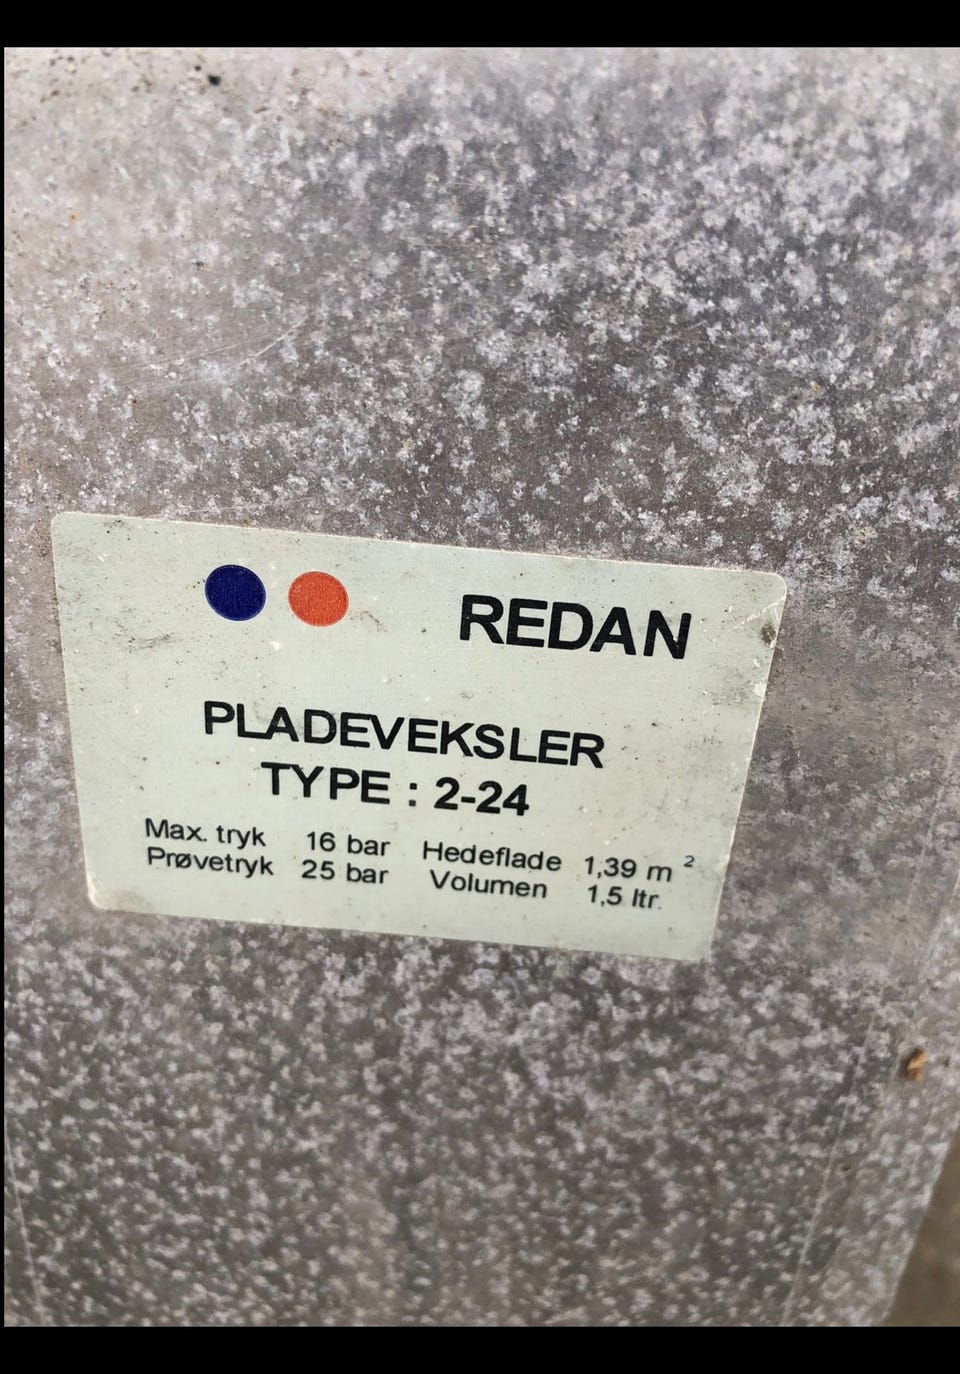 REDAN
PLADEVEKSLER
TYPE : 2-24
Max. tryk 16 bar Hedeflade 1,39 m ²
Prøvetryk 25 bar Volumen 1,5 ltr.